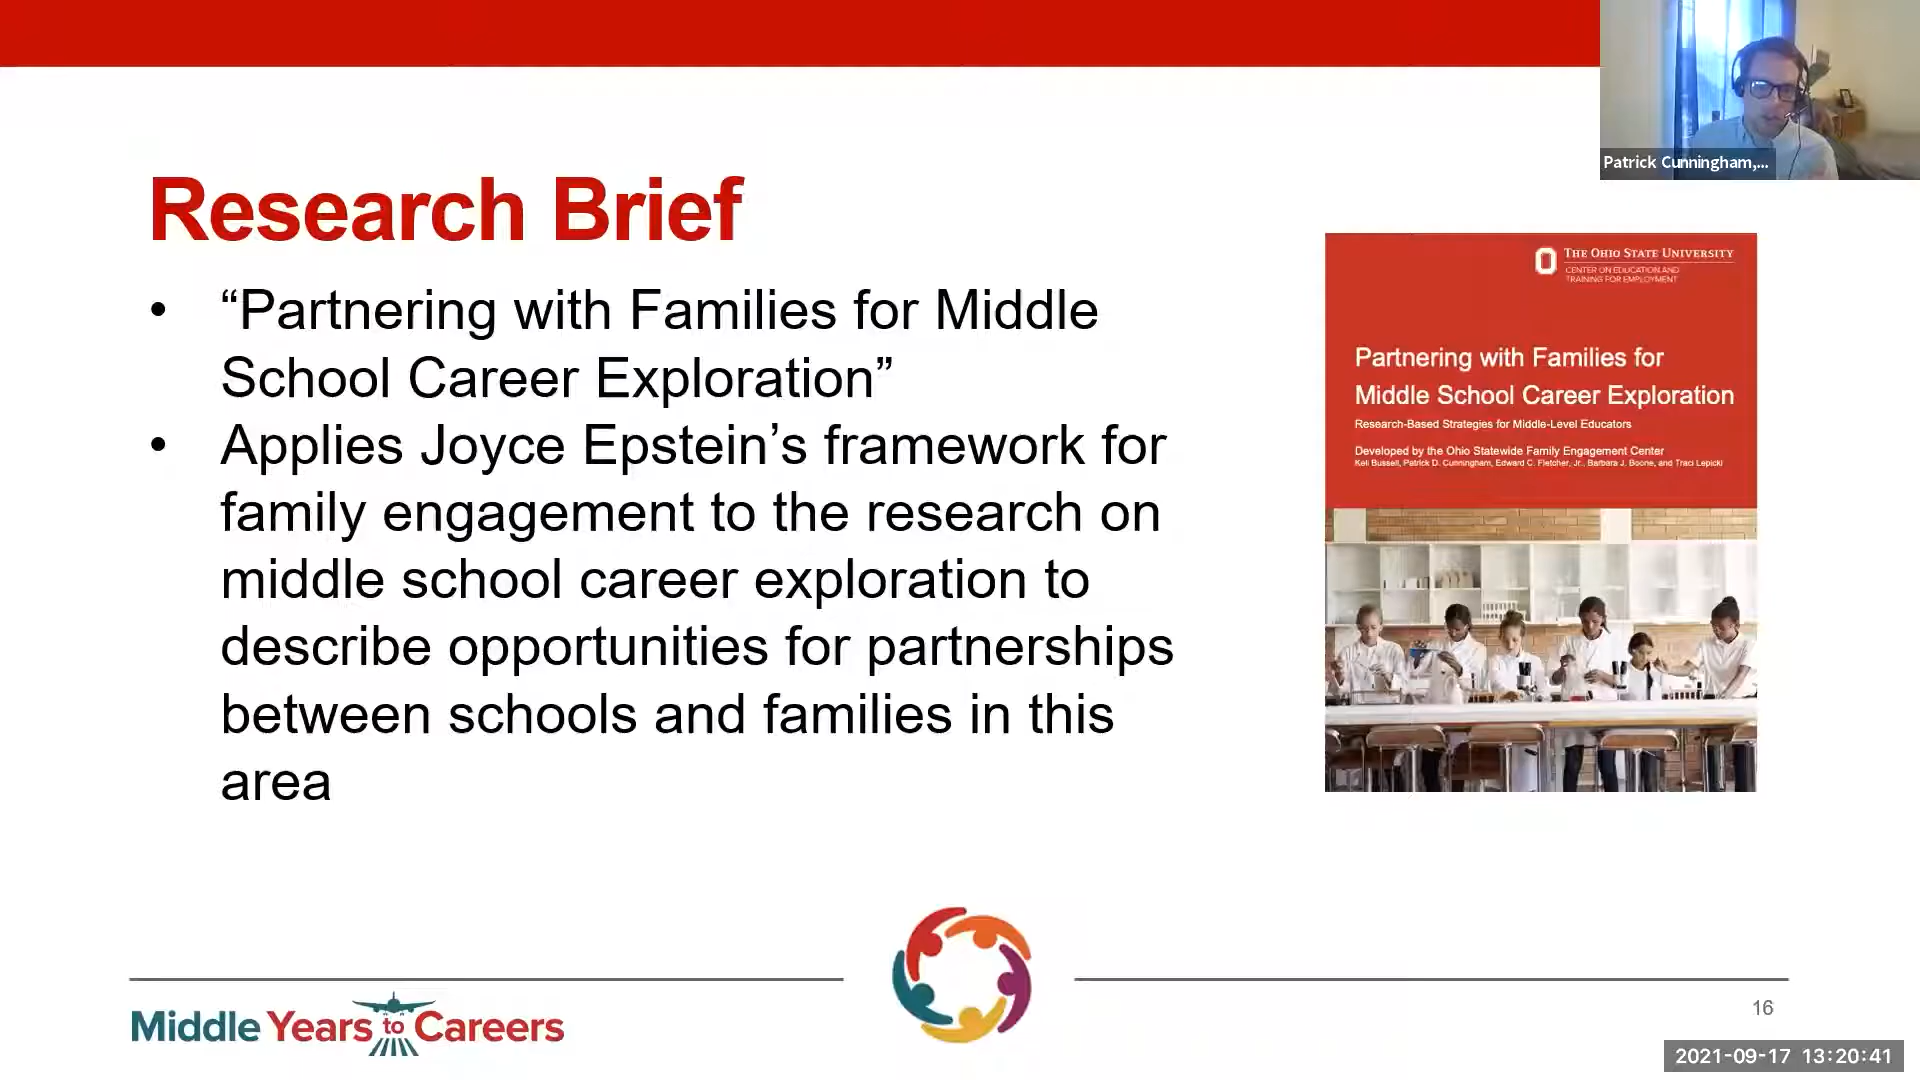 Patrick Cunningham,...
Research Brief
• “Partnering with Families for Middle
School Career Exploration”
• Applies Joyce Epstein’s framework for
family engagement to the research on
middle school career exploration to
describe opportunities for partnerships
between schools and families in this
area
THE OHIO STATE UNIVERSITY
CENTER ON EDUCATION AND
TRAINING FOR EMPLOYMENT
Partnering with Families for
Middle School Career Exploration
Research-Based Strategies for Middle-Level Educators
Developed by the Ohio Statewide Family Engagement Center
Keli Bussell, Patrick D. Cunningham, Edward C. Fletcher, Jr., Barbara J. Boone, and Traci Lepicki
Middle Years to Careers
16
2021-09-17 13:20:41